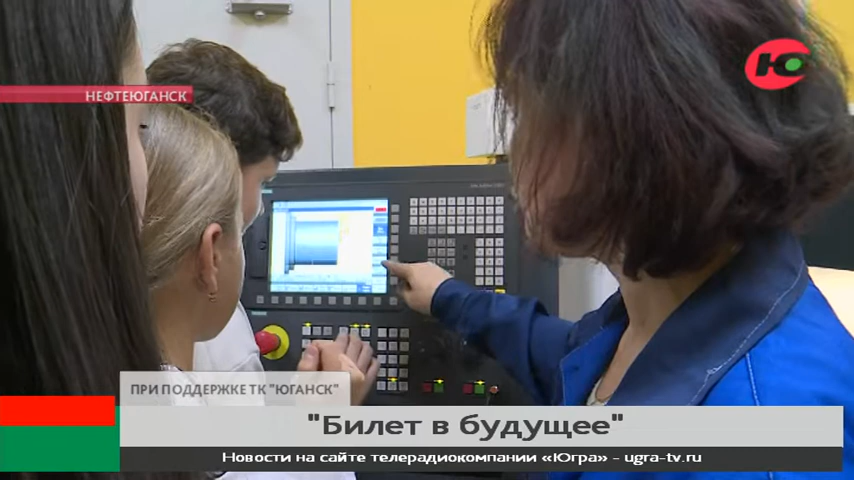 Ю
НЕФТЕЮГАНСК
ПРИ ПОДДЕРЖКЕ ТК "ЮГАНСК"
"Билет в будущее"
Новости на сайте телерадиокомпании «Югра» - ugra-tv.ru